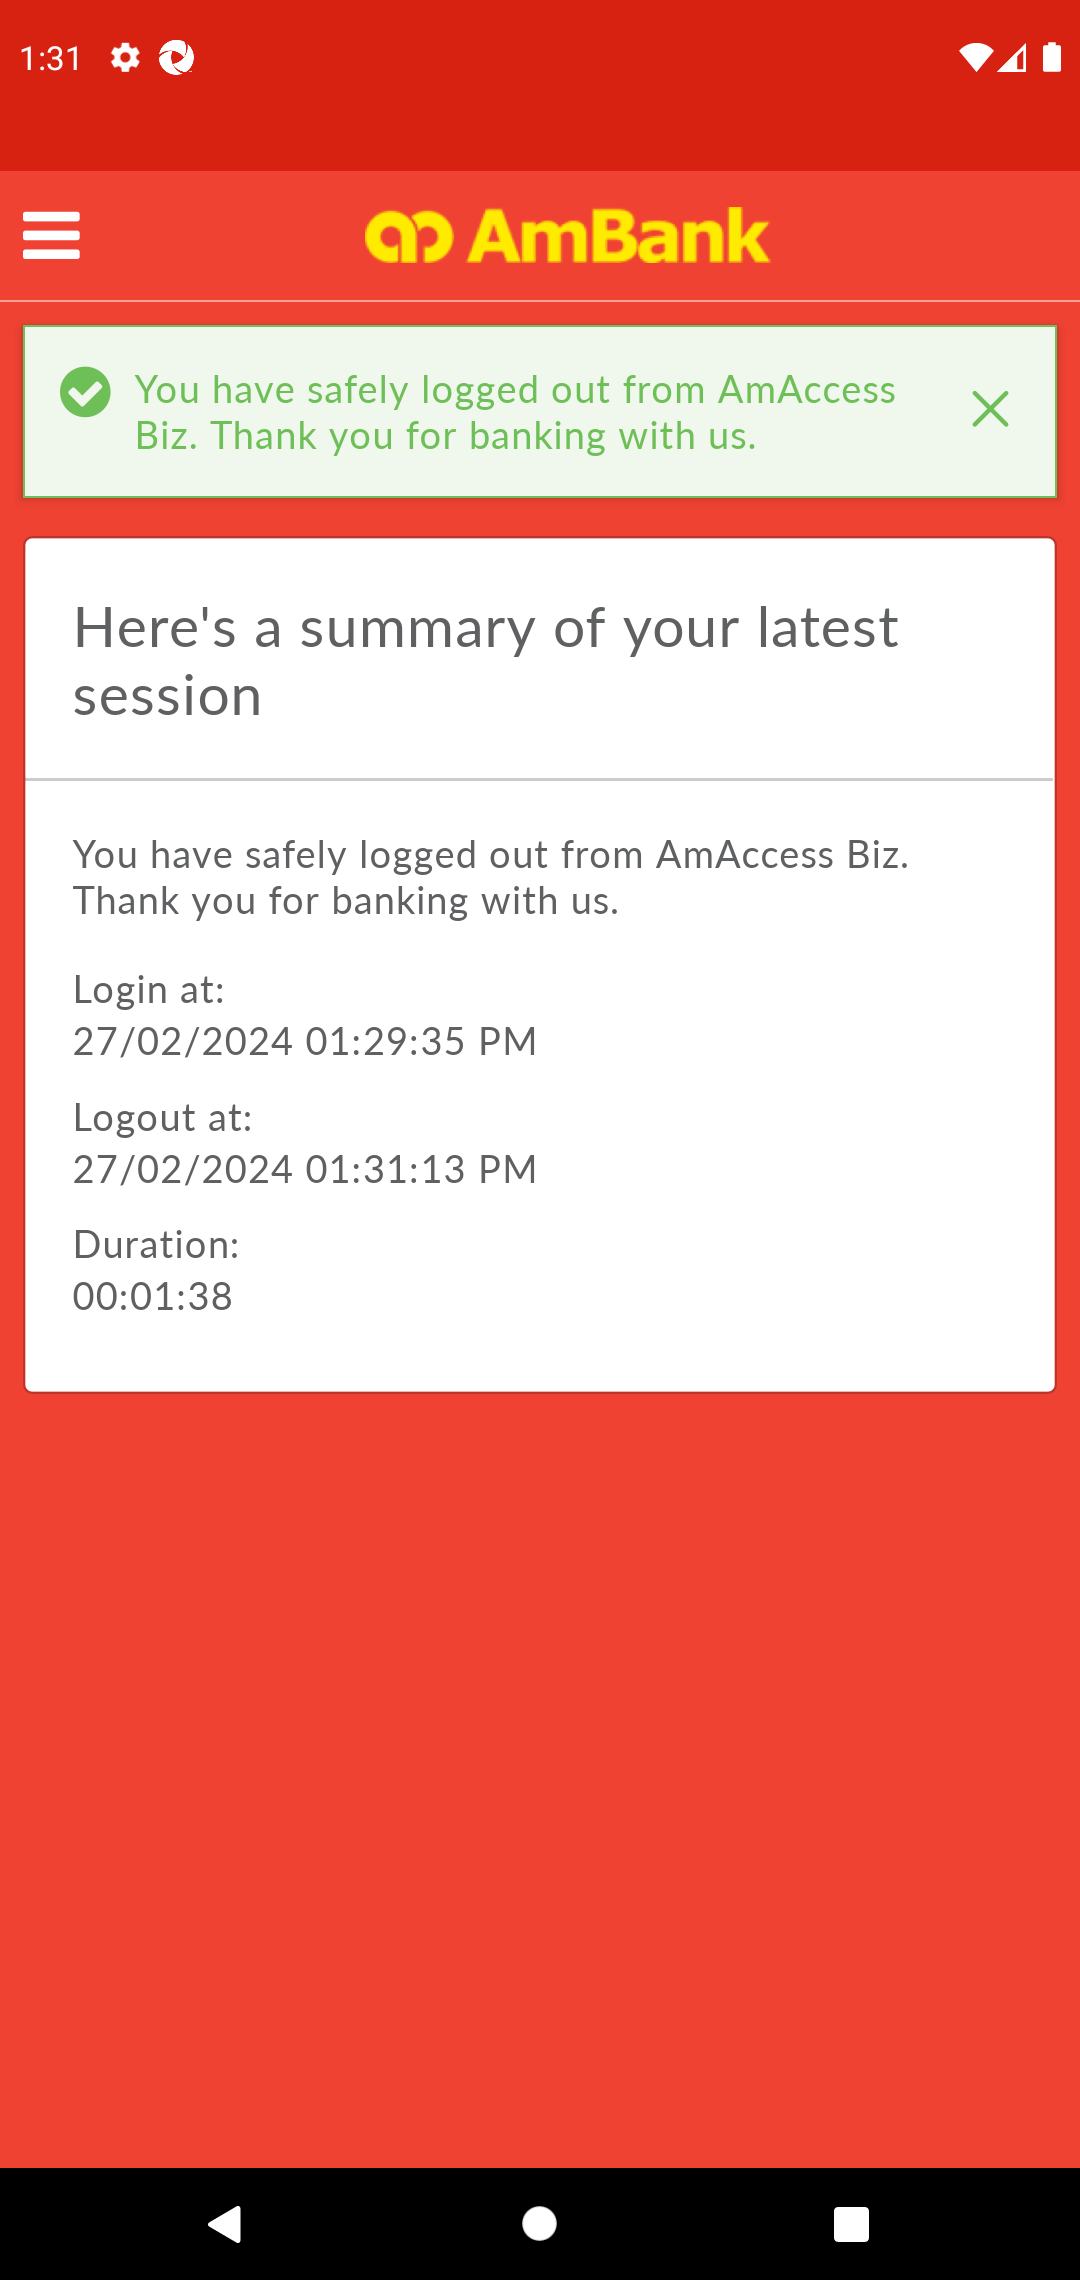 1:31
AmBank
You have safely logged out from AmAccess
Biz. Thank you for banking with us.
Here's a summary of your latest
session
You have safely logged out from AmAccess Biz.
Thank you for banking with us.
Login at:
27/02/2024 01:29:35 PM
Logout at:
27/02/2024 01:31:13 PM
Duration:
00:01:38